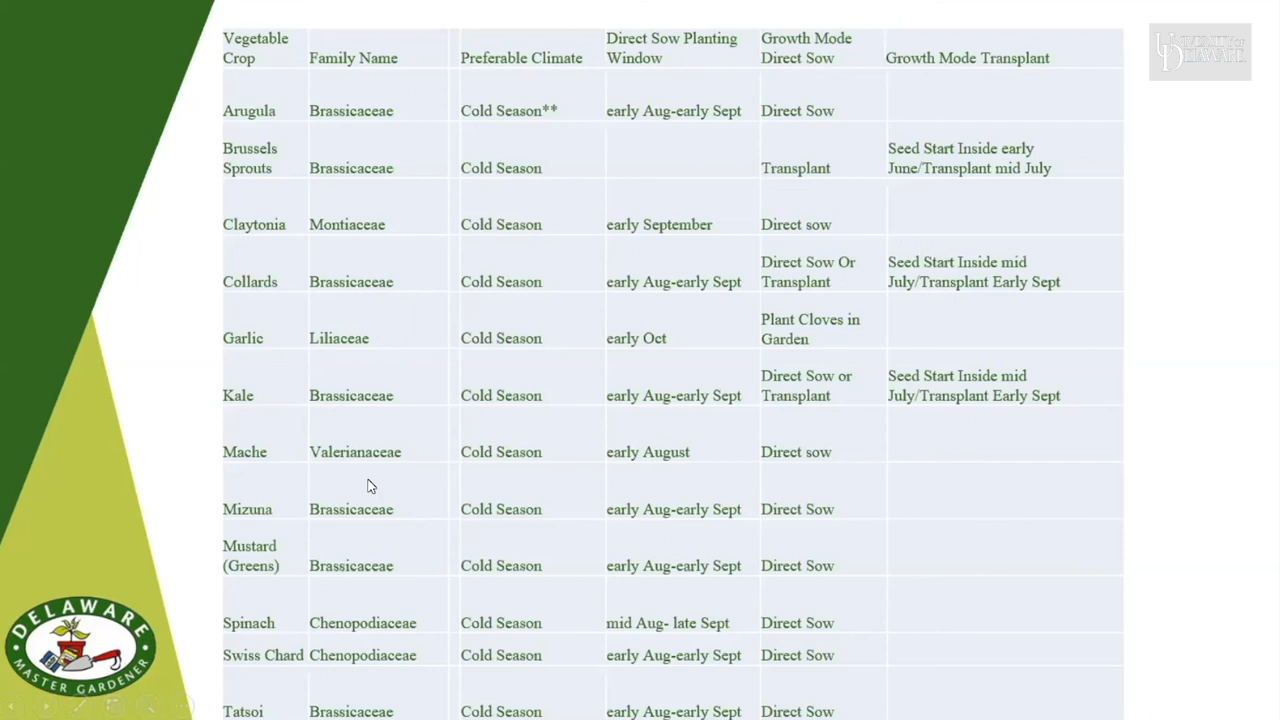 Vegetable Crop | Family Name | Preferable Climate | Direct Sow Planting Window | Growth Mode Direct Sow | Growth Mode Transplant
Arugula | Brassicaceae | Cold Season** | early Aug-early Sept | Direct Sow
Brussels Sprouts | Brassicaceae | Cold Season | | Transplant | Seed Start Inside early June/Transplant mid July
Claytonia | Montiaceae | Cold Season | early September | Direct sow
Collards | Brassicaceae | Cold Season | early Aug-early Sept | Direct Sow Or Transplant | Seed Start Inside mid July/Transplant Early Sept
Garlic | Liliaceae | Cold Season | early Oct | Plant Cloves in Garden
Kale | Brassicaceae | Cold Season | early Aug-early Sept | Direct Sow or Transplant | Seed Start Inside mid July/Transplant Early Sept
Mache | Valerianaceae | Cold Season | early August | Direct sow
Mizuna | Brassicaceae | Cold Season | early Aug-early Sept | Direct Sow
Mustard (Greens) | Brassicaceae | Cold Season | early Aug-early Sept | Direct Sow
Spinach | Chenopodiaceae | Cold Season | mid Aug- late Sept | Direct Sow
Swiss Chard | Chenopodiaceae | Cold Season | early Aug-early Sept | Direct Sow
Tatsoi | Brassicaceae | Cold Season | early Aug-early Sept | Direct Sow
UNIVERSITY OF DELAWARE
DELAWARE
MASTER GARDENER